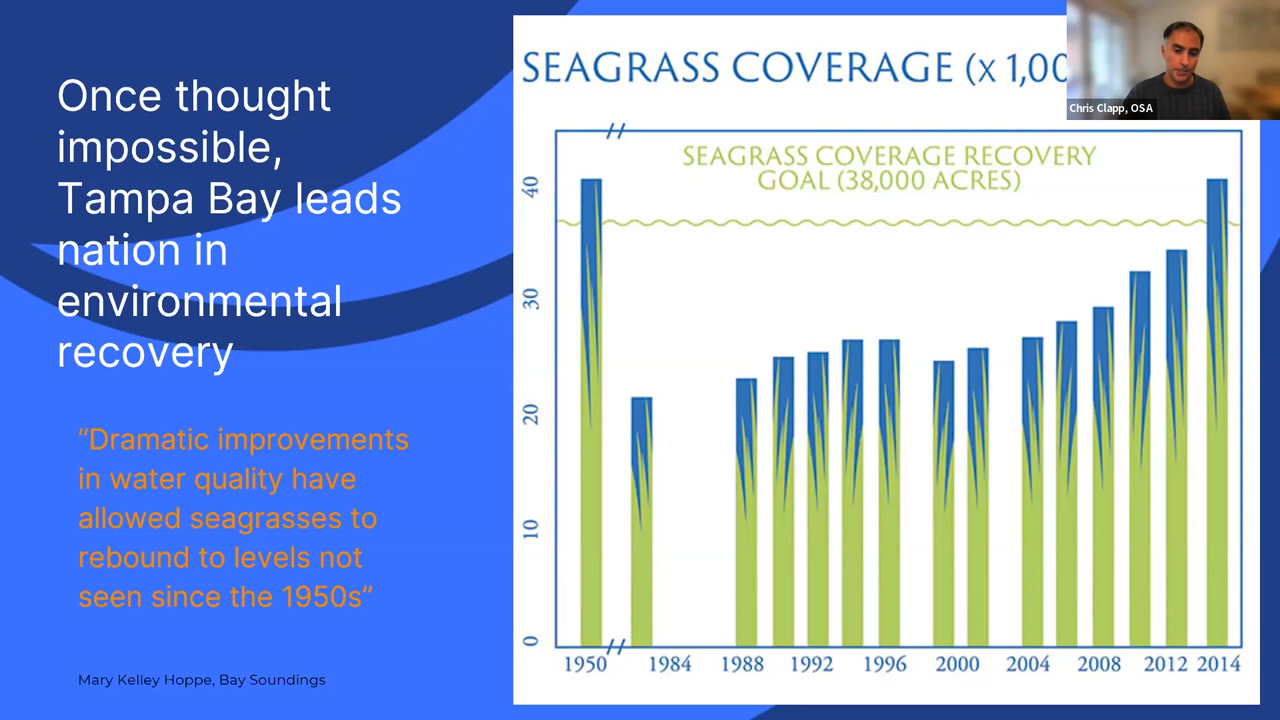 Once thought
impossible,
Tampa Bay leads
nation in
environmental
recovery
“Dramatic improvements
in water quality have
allowed seagrasses to
rebound to levels not
seen since the 1950s”
Mary Kelley Hoppe, Bay Soundings
SEAGRASS COVERAGE (x 1,00
Chris Clapp, OSA
SEAGRASS COVERAGE RECOVERY
GOAL (38,000 ACRES)
40
30
20
10
0
1950 1984 1988 1992 1996 2000 2004 2008 2012 2014